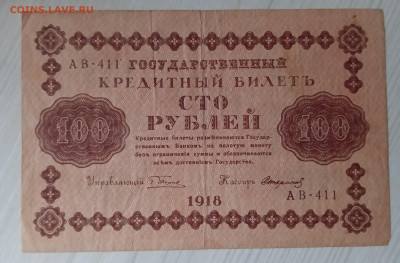 COINS.LAVE.RU
АВ-411 ГОСУДАРСТВЕННЫЙ
КРЕДИТНЫЙ БИЛЕТЪ
СТО
РУБЛЕЙ
100 100
Кредитные билеты размѣниваются Государ-
ственнымъ Банкомъ на золотую монету
безъ ограниченія суммы и обезпечиваются
всѣмъ достояніемъ Государства.
Управляющій Кассиръ
1918 АВ-411